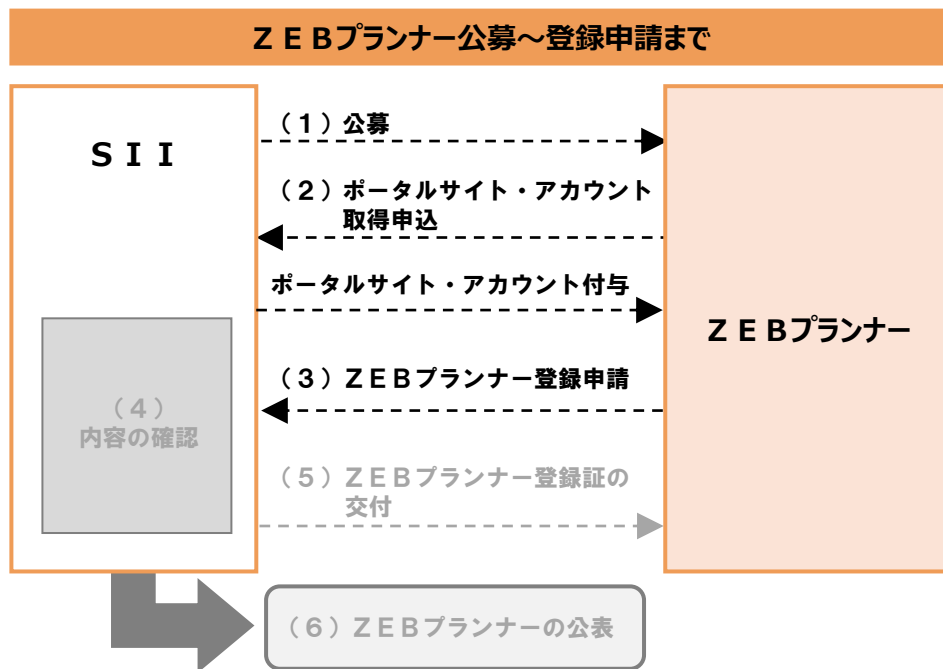 ＺＥＢプランナー公募～登録申請まで
ＳＩＩ
（１）公募
（２）ポータルサイト・アカウント
取得申込
ポータルサイト・アカウント付与
ＺＥＢプランナー
（３）ＺＥＢプランナー登録申請
（４）
内容の確認
（５）ＺＥＢプランナー登録証の
交付
（６）ＺＥＢプランナーの公表